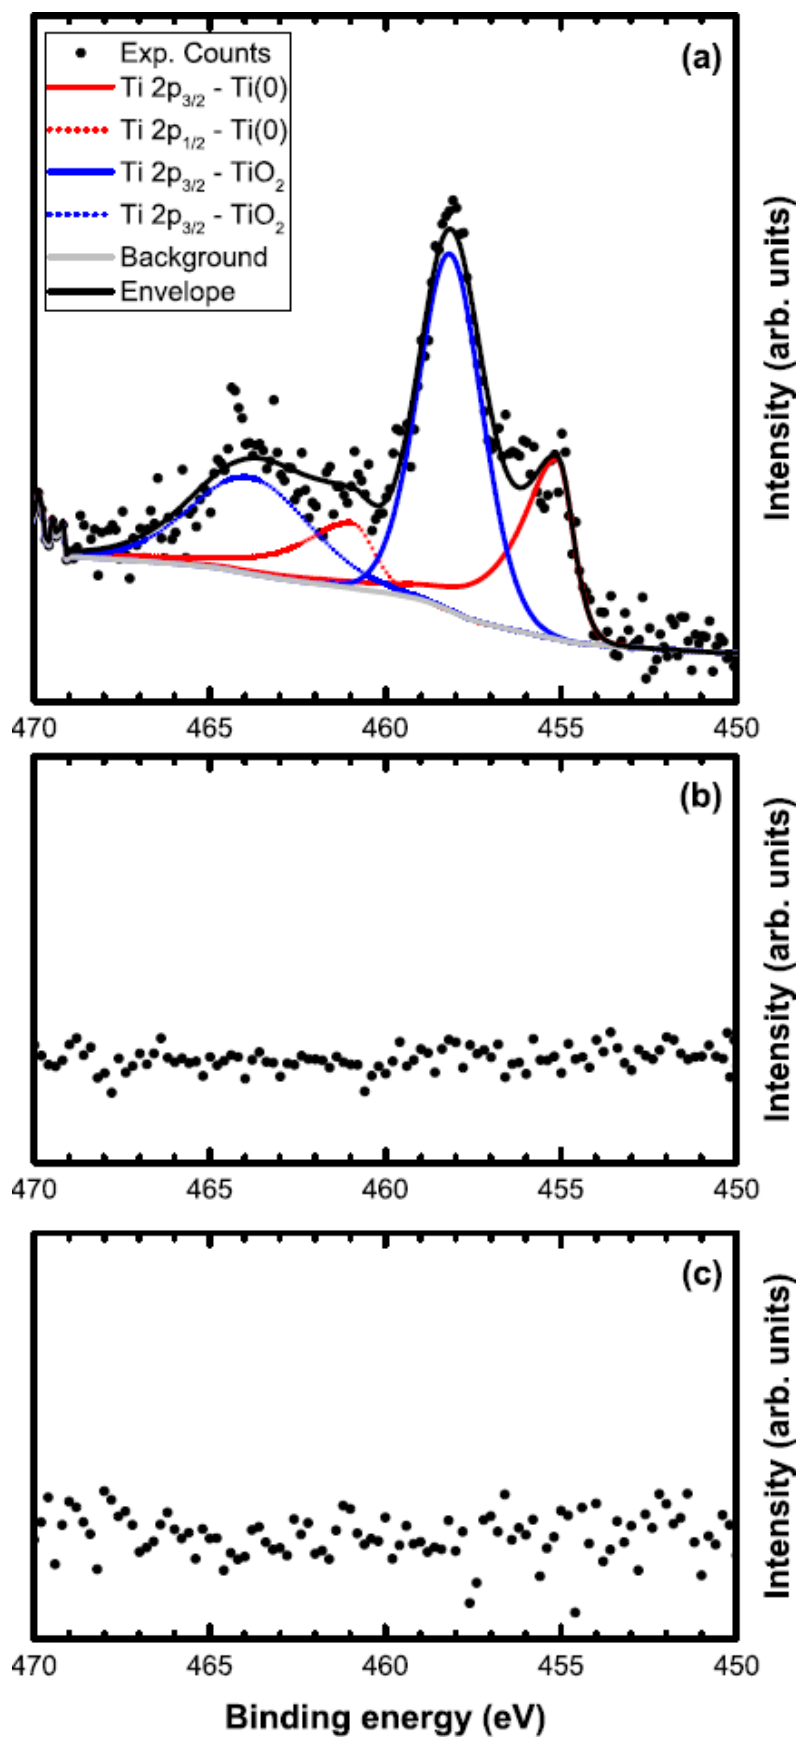 (a)
Exp. Counts
Ti 2p3/2 - Ti(0)
Ti 2p1/2 - Ti(0)
Ti 2p3/2 - TiO2
Ti 2p3/2 - TiO2
Background
Envelope
Intensity (arb. units)
470 465 460 455 450
(b)
Intensity (arb. units)
470 465 460 455 450
(c)
Intensity (arb. units)
470 465 460 455 450
Binding energy (eV)